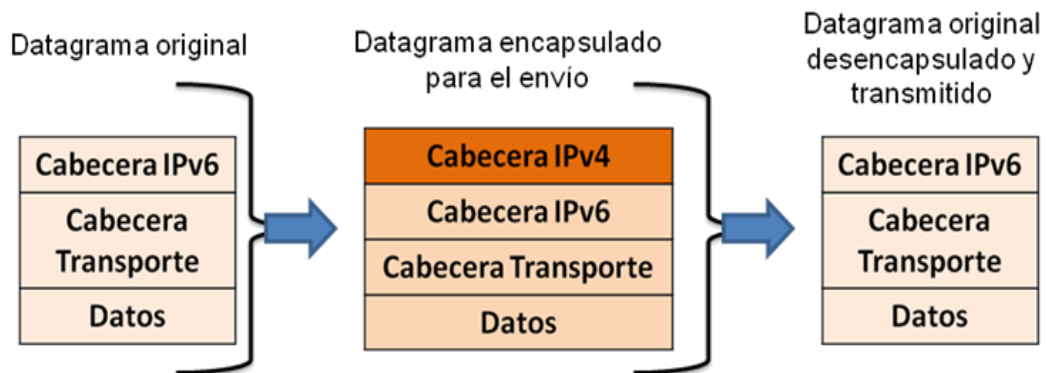 Datagrama original
Cabecera IPv6
Cabecera
Transporte
Datos
Datagrama encapsulado
para el envío
Cabecera IPv4
Cabecera IPv6
Cabecera Transporte
Datos
Datagrama original
desencapsulado y
transmitido
Cabecera IPv6
Cabecera
Transporte
Datos